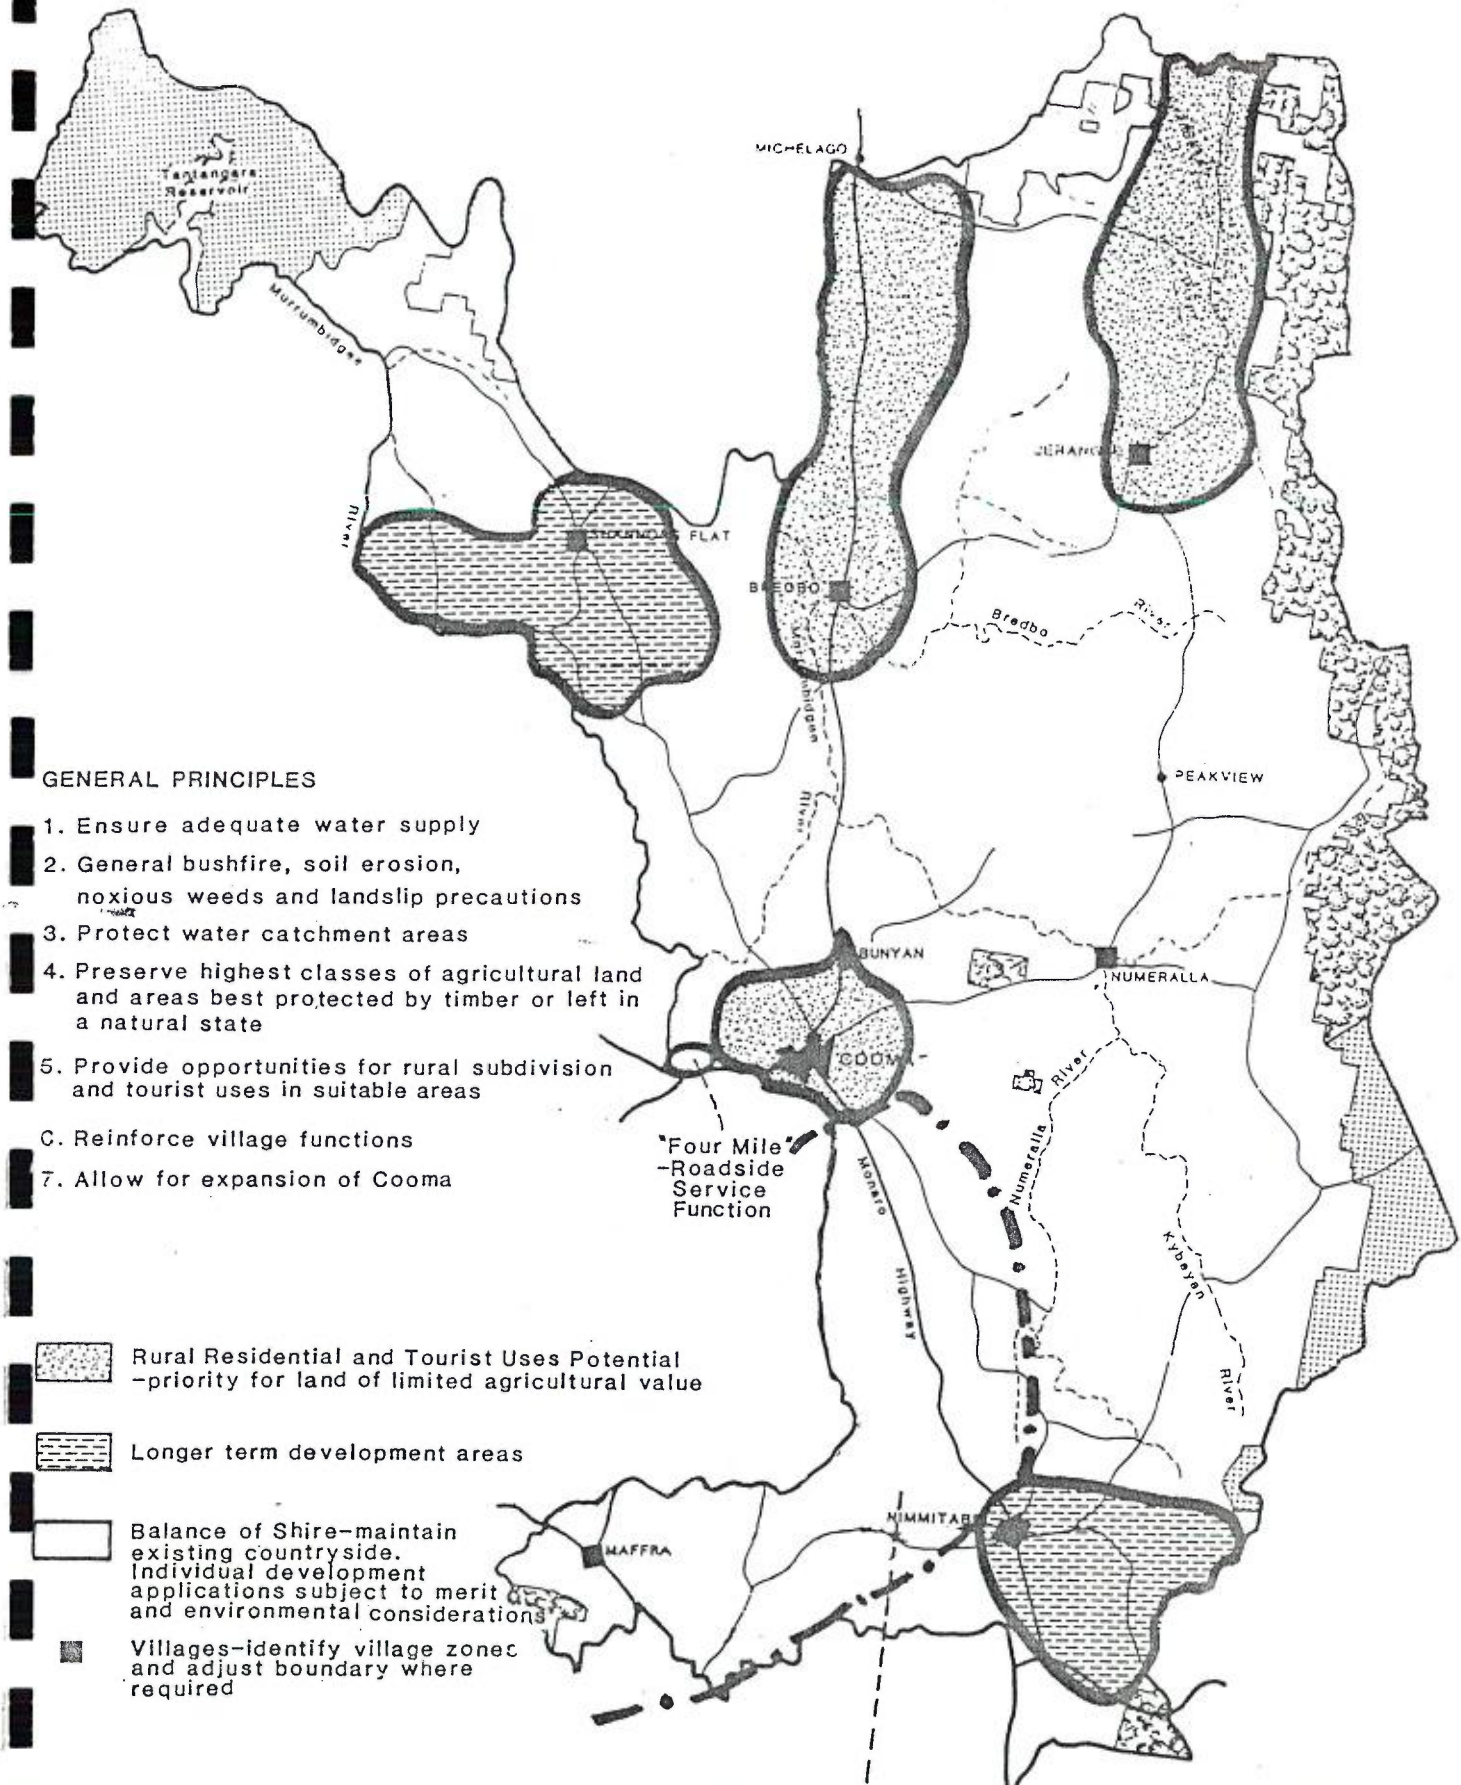 Tantangara
Reservoir
Murrumbidgee
River
MICHELAGO
FLAT
BREDBO
Bredbo
River
River
PEAKVIEW
BUNYAN
NUMERALLA
COOMA
"Four Mile"
-Roadside
Service
Function
Monaro
Highway
Numeralla
River
Kybeyan
River
NIMMITABEL
MAFFRA
GENERAL PRINCIPLES
1. Ensure adequate water supply
2. General bushfire, soil erosion,
noxious weeds and landslip precautions
3. Protect water catchment areas
4. Preserve highest classes of agricultural land
and areas best protected by timber or left in
a natural state
5. Provide opportunities for rural subdivision
and tourist uses in suitable areas
C. Reinforce village functions
7. Allow for expansion of Cooma
Rural Residential and Tourist Uses Potential
-priority for land of limited agricultural value
Longer term development areas
Balance of Shire-maintain
existing countryside.
Individual development
applications subject to merit
and environmental considerations
Villages-identify village zones
and adjust boundary where
required